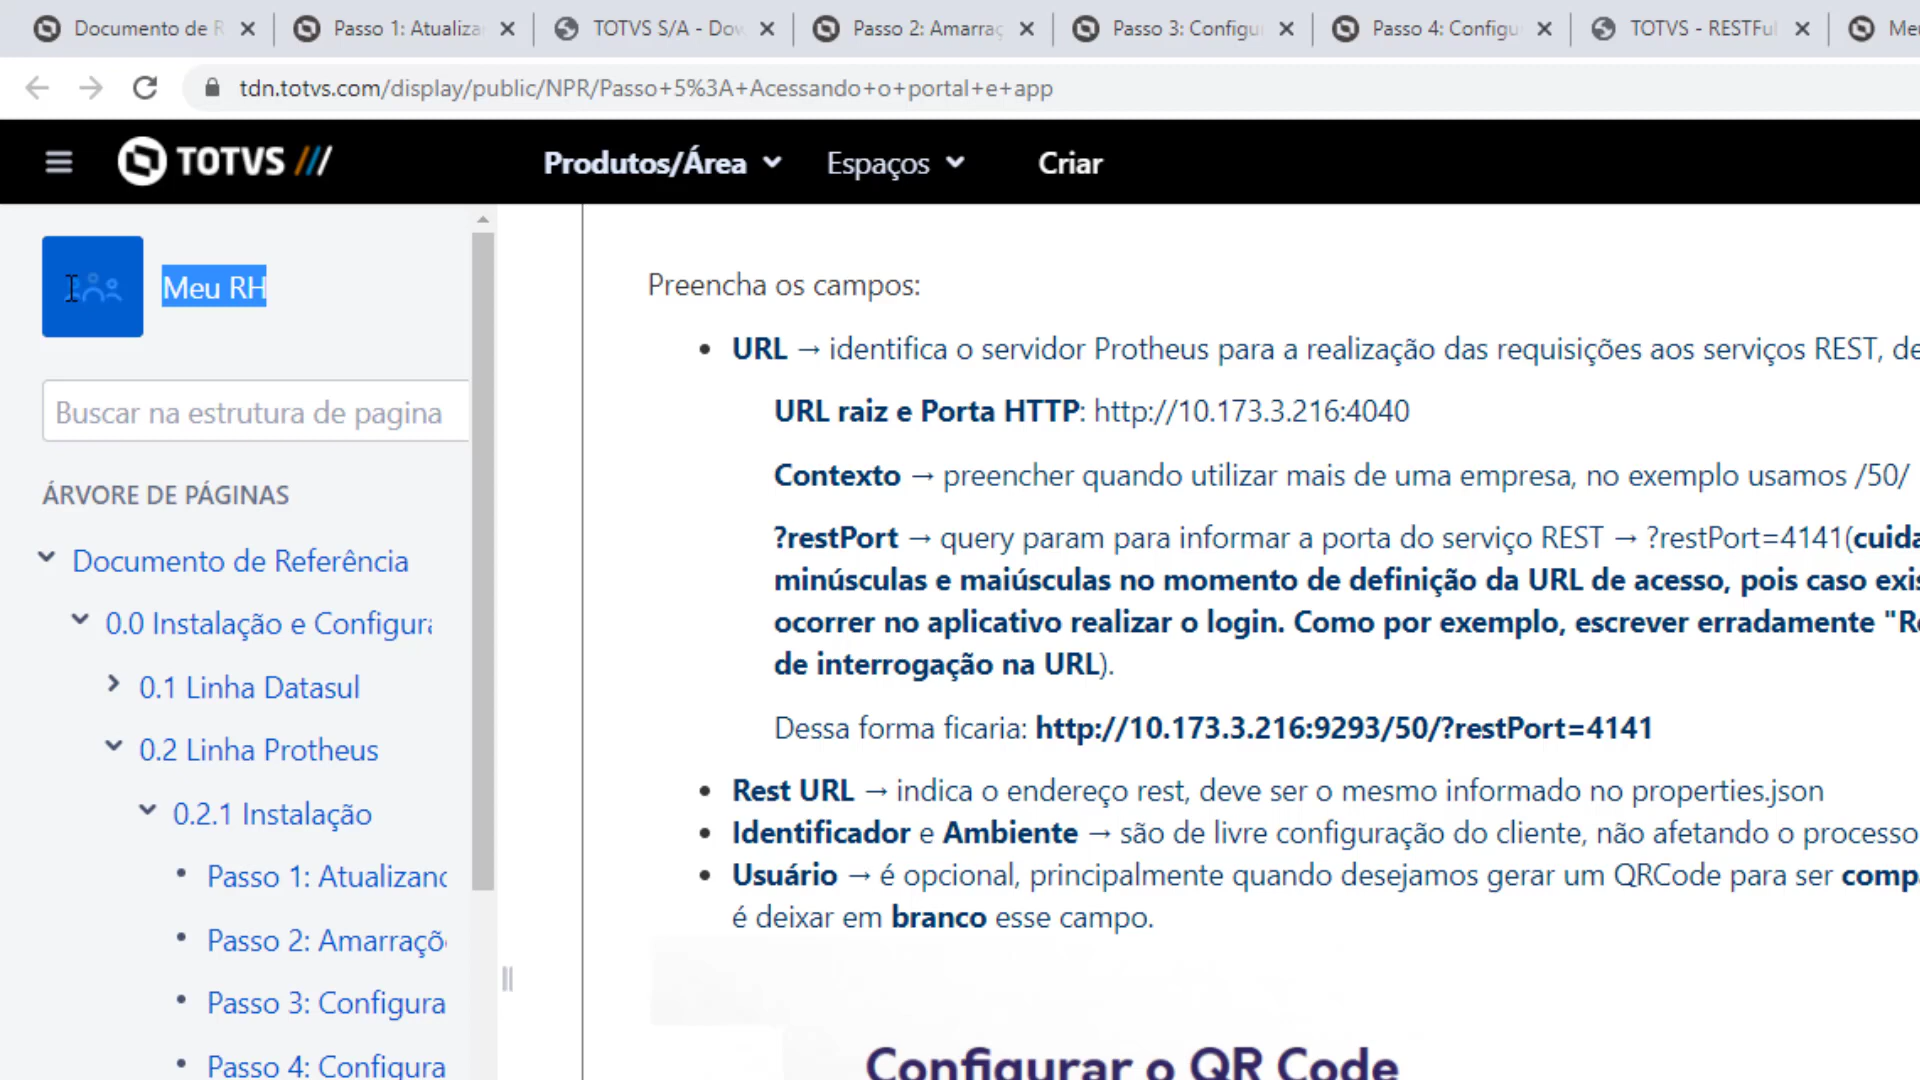 Documento de R
Passo 1: Atualiza
TOTVS S/A - Dow
Passo 2: Amarraç
Passo 3: Configu
Passo 4: Configu
TOTVS - RESTFul
Me
tdn.totvs.com/display/public/NPR/Passo+5%3A+Acessando+o+portal+e+app
TOTVS
Produtos/Área
Espaços
Criar
Meu RH
Buscar na estrutura de pagina
ÁRVORE DE PÁGINAS
Documento de Referência
0.0 Instalação e Configura
0.1 Linha Datasul
0.2 Linha Protheus
0.2.1 Instalação
Passo 1: Atualizand
Passo 2: Amarraçõ
Passo 3: Configura
Passo 4: Configura
Preencha os campos:
• URL → identifica o servidor Protheus para a realização das requisições aos serviços REST, de
URL raiz e Porta HTTP: http://10.173.3.216:4040
Contexto → preencher quando utilizar mais de uma empresa, no exemplo usamos /50/
?restPort → query param para informar a porta do serviço REST → ?restPort=4141(cuida
minúsculas e maiúsculas no momento de definição da URL de acesso, pois caso exis
ocorrer no aplicativo realizar o login. Como por exemplo, escrever erradamente "Re
de interrogação na URL).
Dessa forma ficaria: http://10.173.3.216:9293/50/?restPort=4141
• Rest URL → indica o endereço rest, deve ser o mesmo informado no properties.json
• Identificador e Ambiente → são de livre configuração do cliente, não afetando o processo
• Usuário → é opcional, principalmente quando desejamos gerar um QRCode para ser comp
é deixar em branco esse campo.
Configurar o QR Code